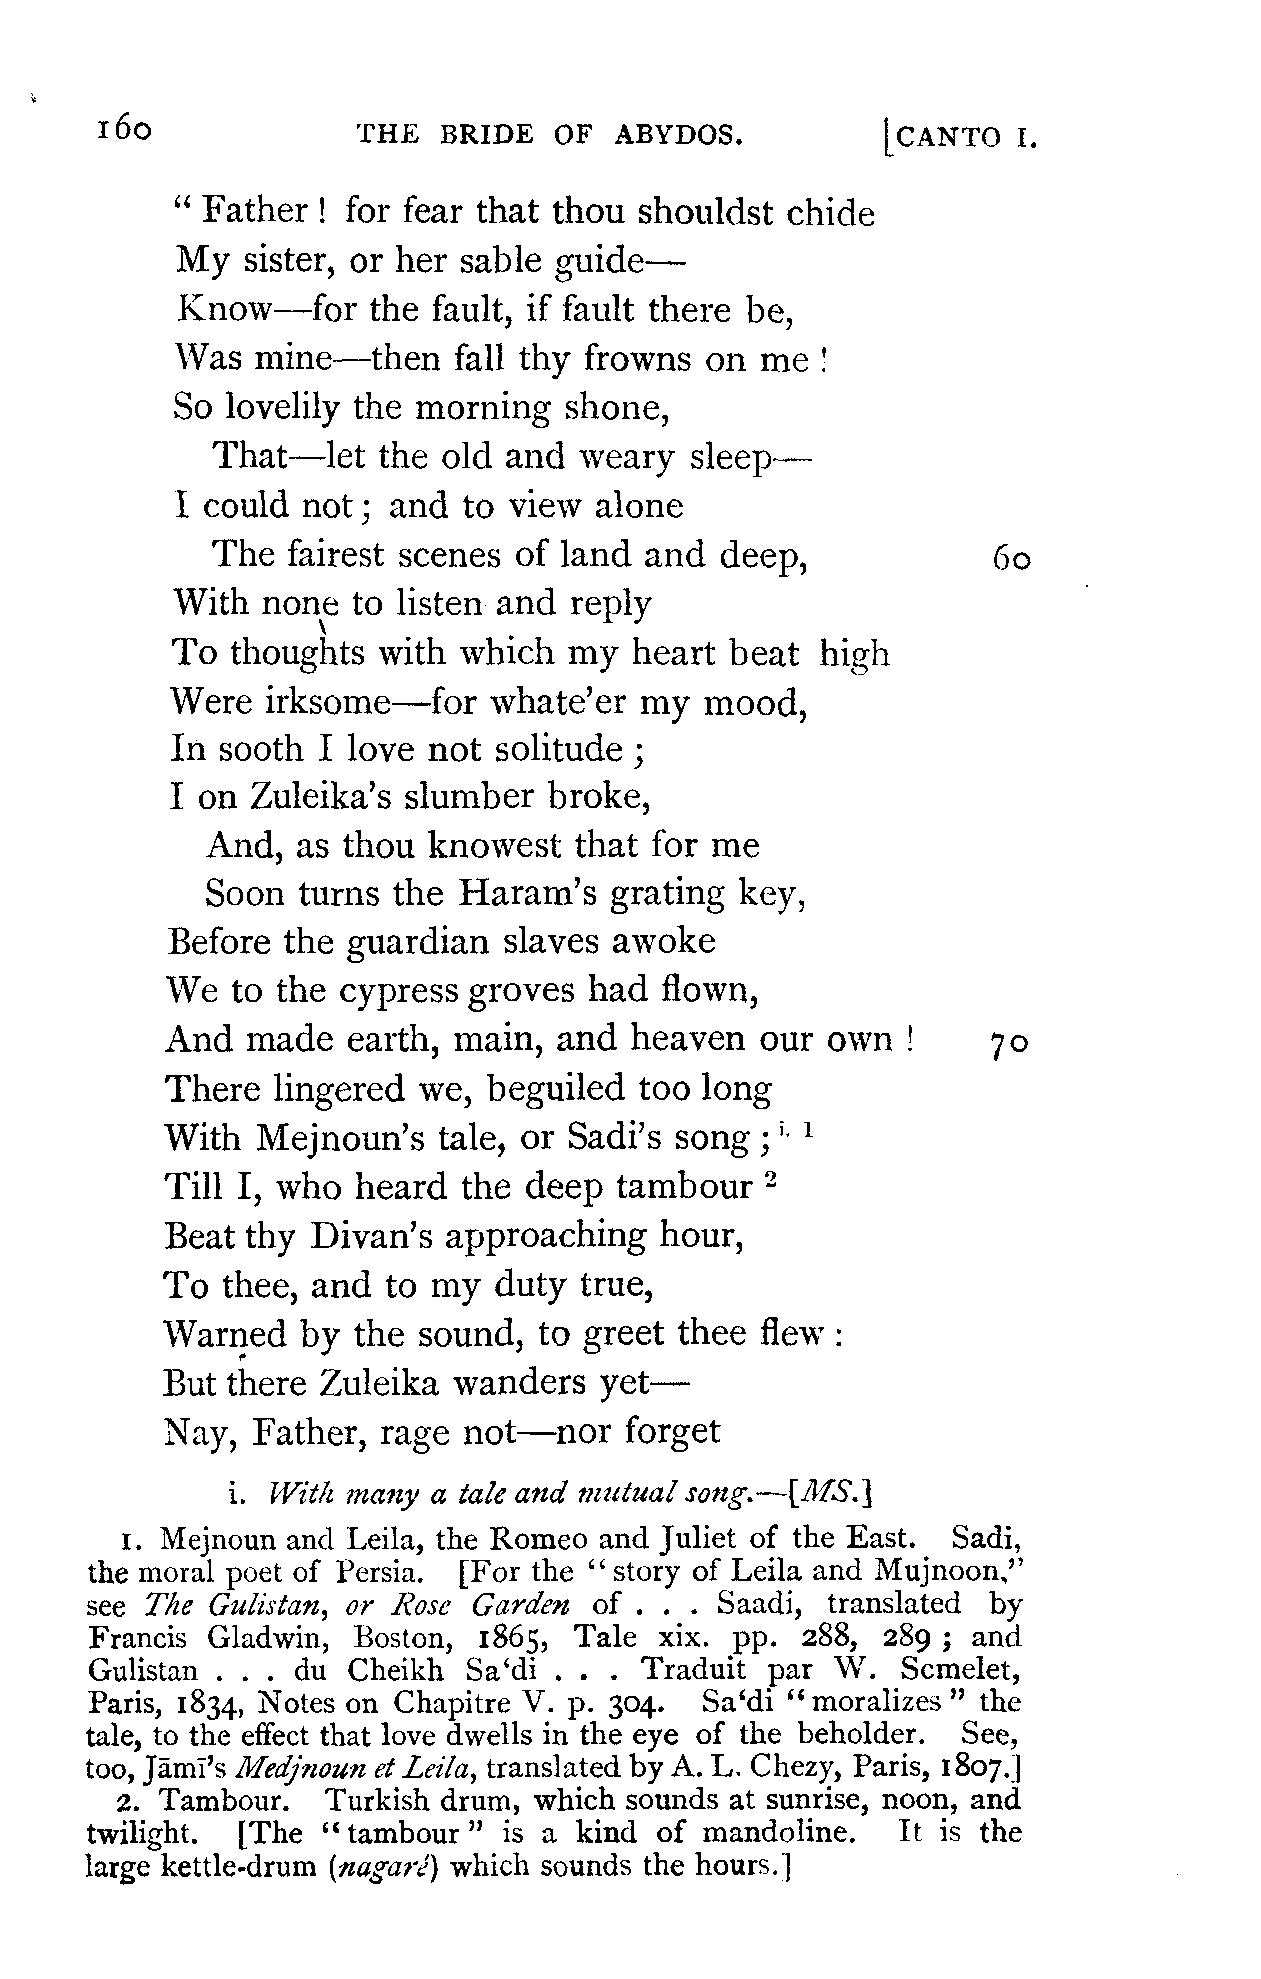 160 THE BRIDE OF ABYDOS. [CANTO I.
“ Father ! for fear that thou shouldst chide
My sister, or her sable guide—
Know—for the fault, if fault there be,
Was mine—then fall thy frowns on me !
So lovelily the morning shone,
That—let the old and weary sleep—
I could not ; and to view alone
The fairest scenes of land and deep, 60
With none to listen and reply
To thoughts with which my heart beat high
Were irksome—for whate’er my mood,
In sooth I love not solitude ;
I on Zuleika’s slumber broke,
And, as thou knowest that for me
Soon turns the Haram’s grating key,
Before the guardian slaves awoke
We to the cypress groves had flown,
And made earth, main, and heaven our own ! 70
There lingered we, beguiled too long
With Mejnoun’s tale, or Sadi’s song ; i. 1
Till I, who heard the deep tambour 2
Beat thy Divan’s approaching hour,
To thee, and to my duty true,
Warned by the sound, to greet thee flew :
But there Zuleika wanders yet—
Nay, Father, rage not—nor forget
i. With many a tale and mutual song.—[MS.]
1. Mejnoun and Leila, the Romeo and Juliet of the East. Sadi,
the moral poet of Persia. [For the “ story of Leila and Mujnoon,”
see The Gulistan, or Rose Garden of . . . Saadi, translated by
Francis Gladwin, Boston, 1865, Tale xix. pp. 288, 289 ; and
Gulistan . . . du Cheikh Sa‘di . . . Traduit par W. Semelet,
Paris, 1834, Notes on Chapitre V. p. 304. Sa‘di “ moralizes ” the
tale, to the effect that love dwells in the eye of the beholder. See,
too, Jāmī’s Medjnoun et Leila, translated by A. L. Chezy, Paris, 1807.]
2. Tambour. Turkish drum, which sounds at sunrise, noon, and
twilight. [The “ tambour ” is a kind of mandoline. It is the
large kettle-drum (nagaré) which sounds the hours.]